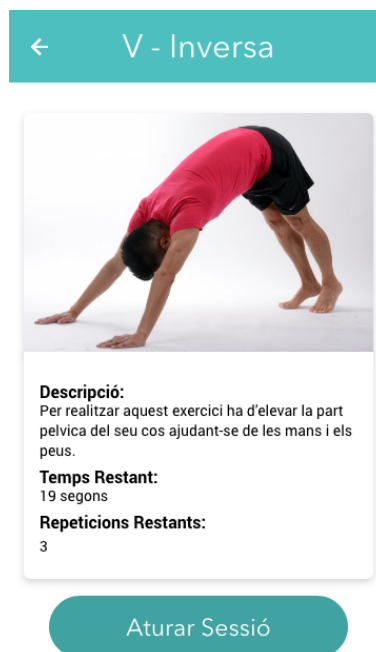 V - Inversa
Descripció:
Per realitzar aquest exercici ha d'elevar la part
pelvica del seu cos ajudant-se de les mans i els
peus.
Temps Restant:
19 segons
Repeticions Restants:
3
Aturar Sessió